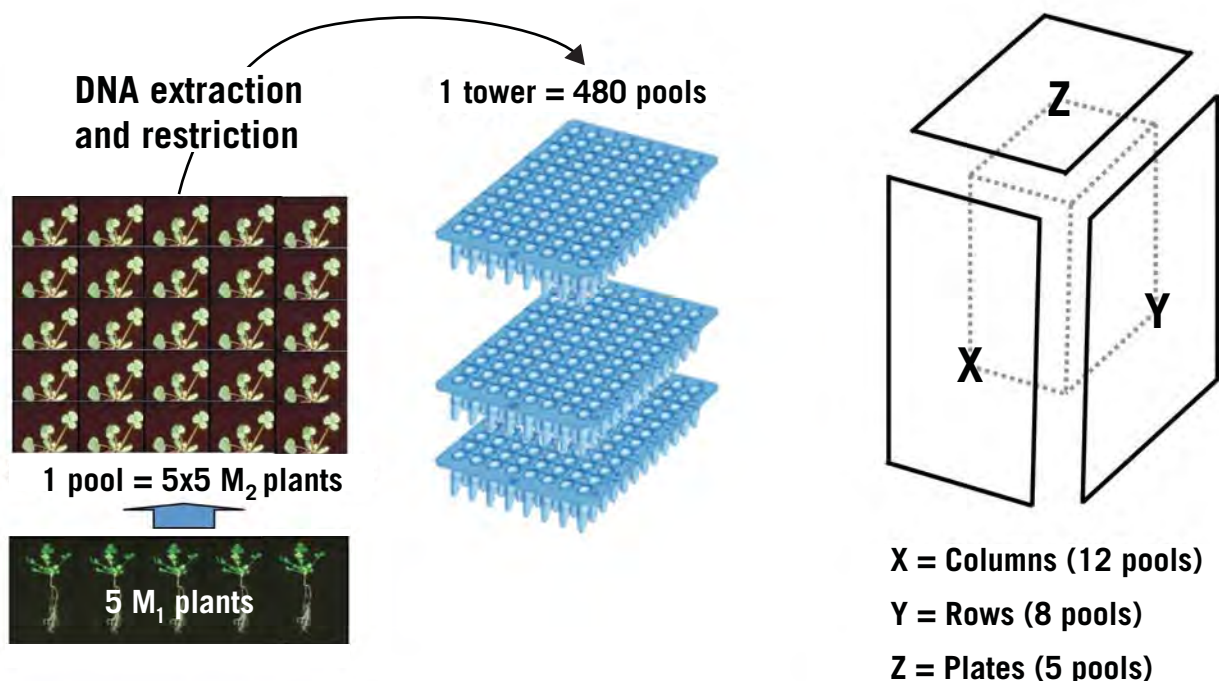 DNA extraction
and restriction
1 tower = 480 pools
1 pool = 5x5 M₂ plants
5 M₁ plants
Z
X
Y
X = Columns (12 pools)
Y = Rows (8 pools)
Z = Plates (5 pools)